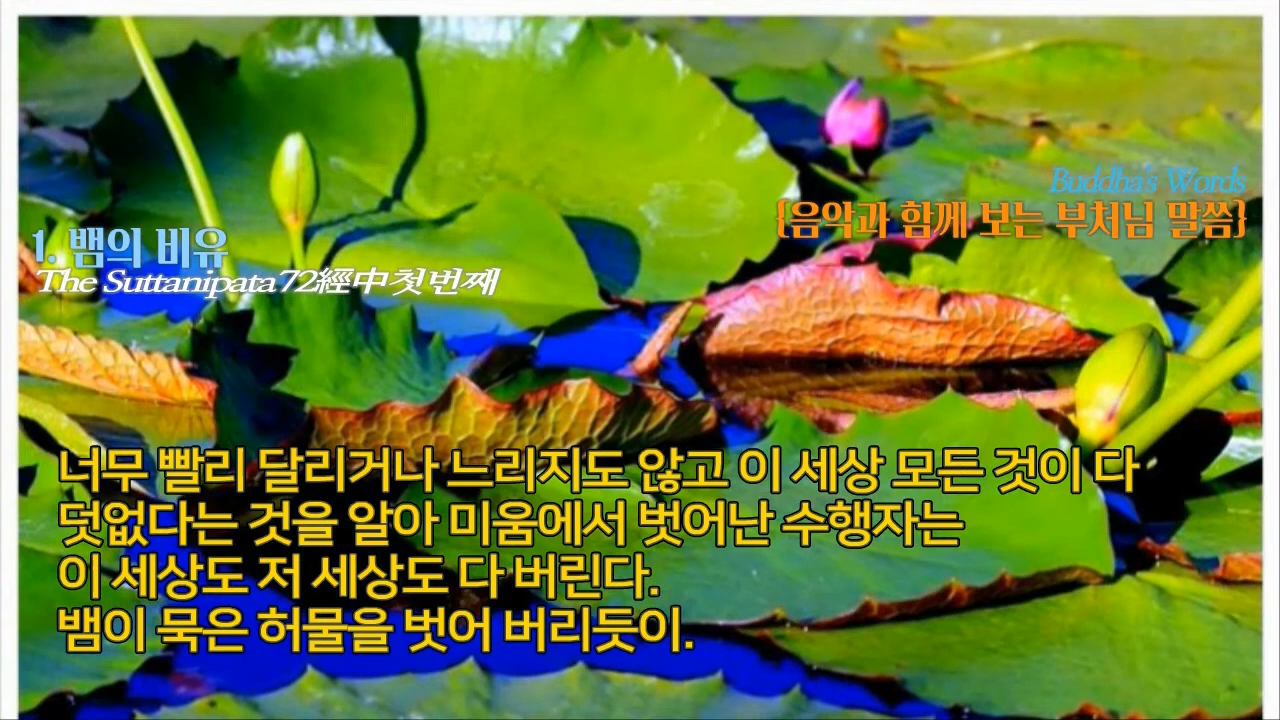 Buddha's Words
{음악과 함께 보는 부처님 말씀}
1. 뱀의 비유
The Suttanipata 72經中 첫 번째
너무 빨리 달리거나 느리지도 않고 이 세상 모든 것이 다
덧없다는 것을 알아 미움에서 벗어난 수행자는
이 세상도 저 세상도 다 버린다.
뱀이 묵은 허물을 벗어 버리듯이.